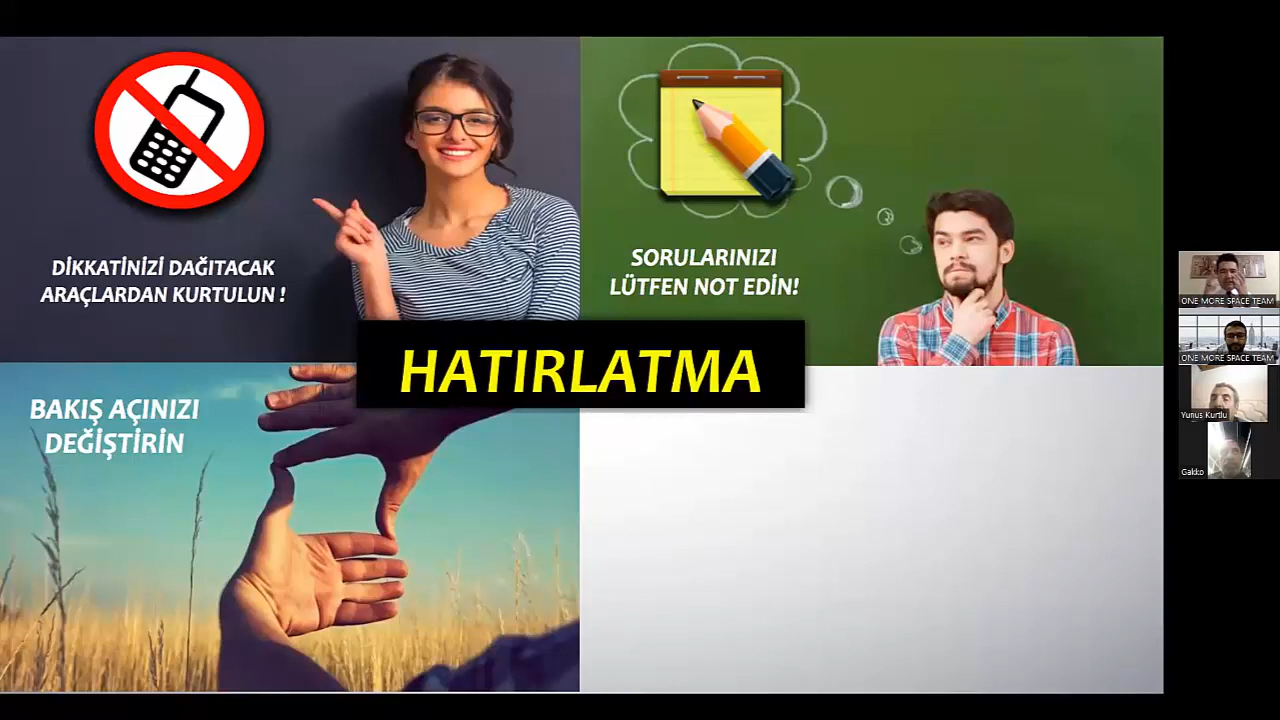 DİKKATİNİZİ DAĞITACAK
ARAÇLARDAN KURTULUN !
SORULARINIZI
LÜTFEN NOT EDİN!
HATIRLATMA
BAKIŞ AÇINIZI
DEĞİŞTİRİN
ONE MORE SPACE TEAM
ONE MORE SPACE TEAM
Yunus Kurtlu
Gakko